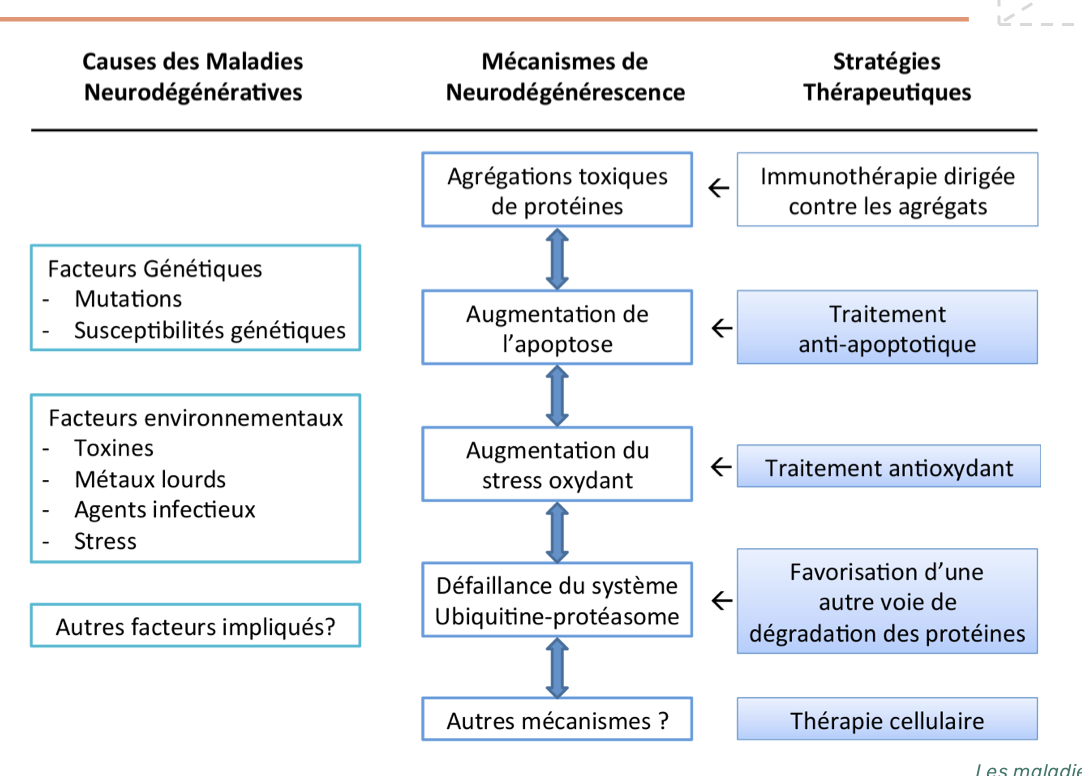 Causes des Maladies
Neurodégénératives
Mécanismes de
Neurodégénérescence
Stratégies
Thérapeutiques
Facteurs Génétiques
- Mutations
- Susceptibilités génétiques
Facteurs environnementaux
- Toxines
- Métaux lourds
- Agents infectieux
- Stress
Autres facteurs impliqués?
Agrégations toxiques
de protéines
Augmentation de
l'apoptose
Augmentation du
stress oxydant
Défaillance du système
Ubiquitine-protéasome
Autres mécanismes ?
Immunothérapie dirigée
contre les agrégats
Traitement
anti-apoptotique
Traitement antioxydant
Favorisation d'une
autre voie de
dégradation des protéines
Thérapie cellulaire
Les maladie